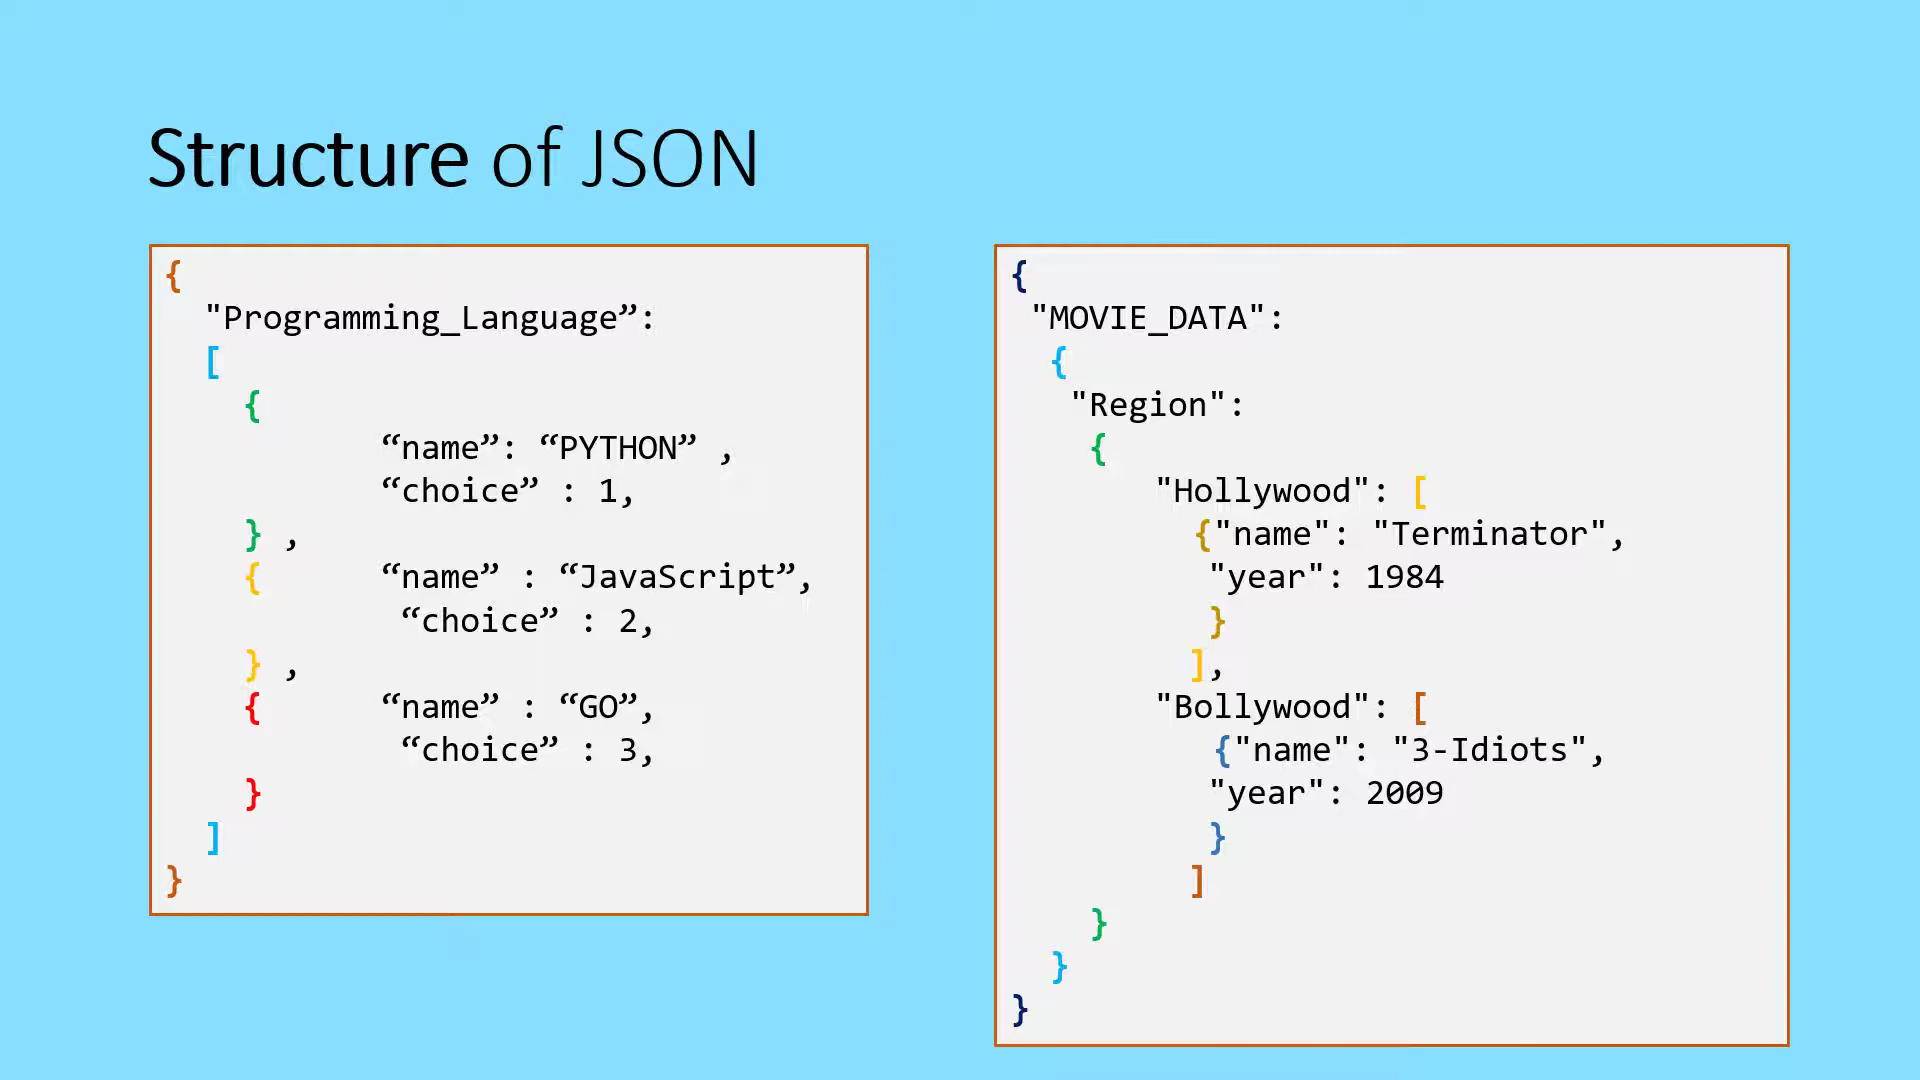 Structure of JSON
{
"Programming_Language”:
[
{
“name”: “PYTHON” ,
“choice” : 1,
} ,
{ “name” : “JavaScript”,
“choice” : 2,
} ,
{ “name” : “GO”,
“choice” : 3,
}
]
}
{
"MOVIE_DATA":
{
"Region":
{
"Hollywood": [
{"name": "Terminator",
"year": 1984
}
],
"Bollywood": [
{"name": "3-Idiots",
"year": 2009
}
]
}
}
}